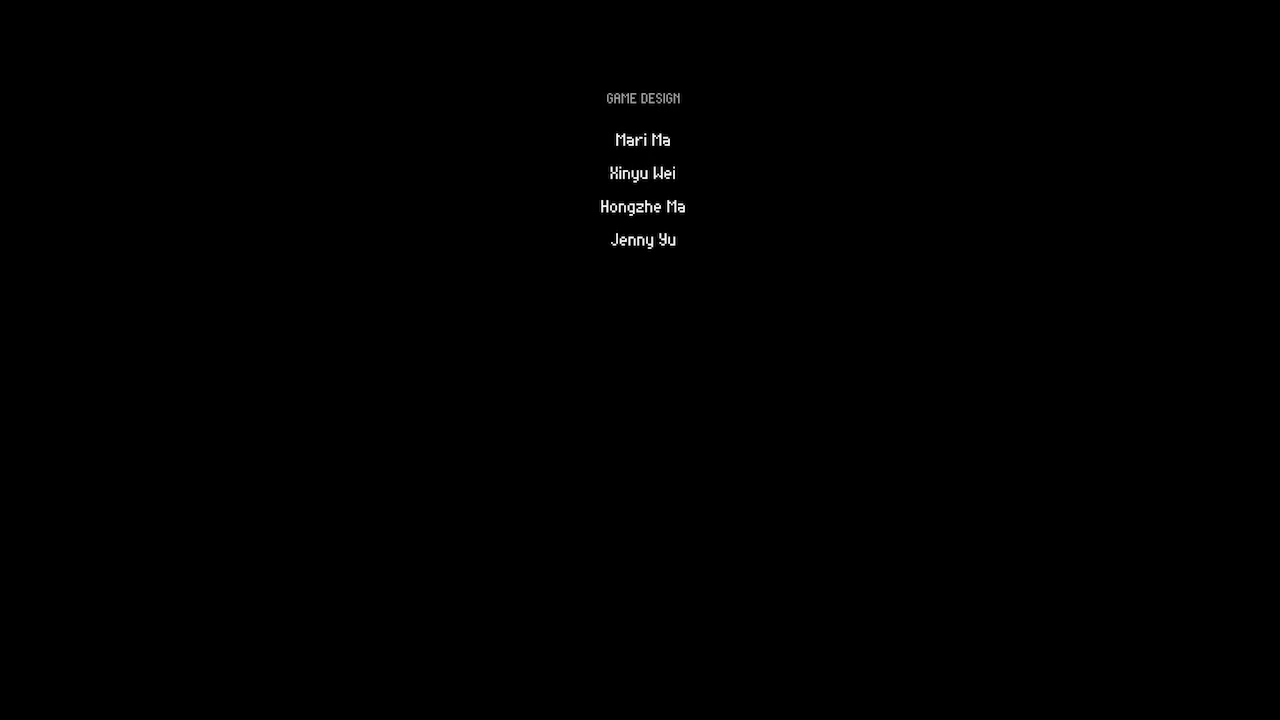 GAME DESIGN
Mari Ma
Xinyu Wei
Hongzhe Ma
Jenny Yu